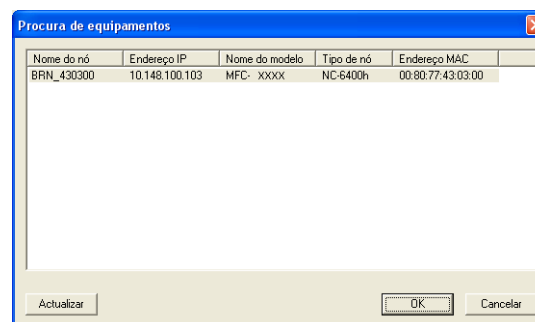 Procura de equipamentos
Nome do nó Endereço IP Nome do modelo Tipo de nó Endereço MAC
BRN_430300 10.148.100.103 MFC- XXXX NC-6400h 00:80:77:43:03:00
Actualizar OK Cancelar